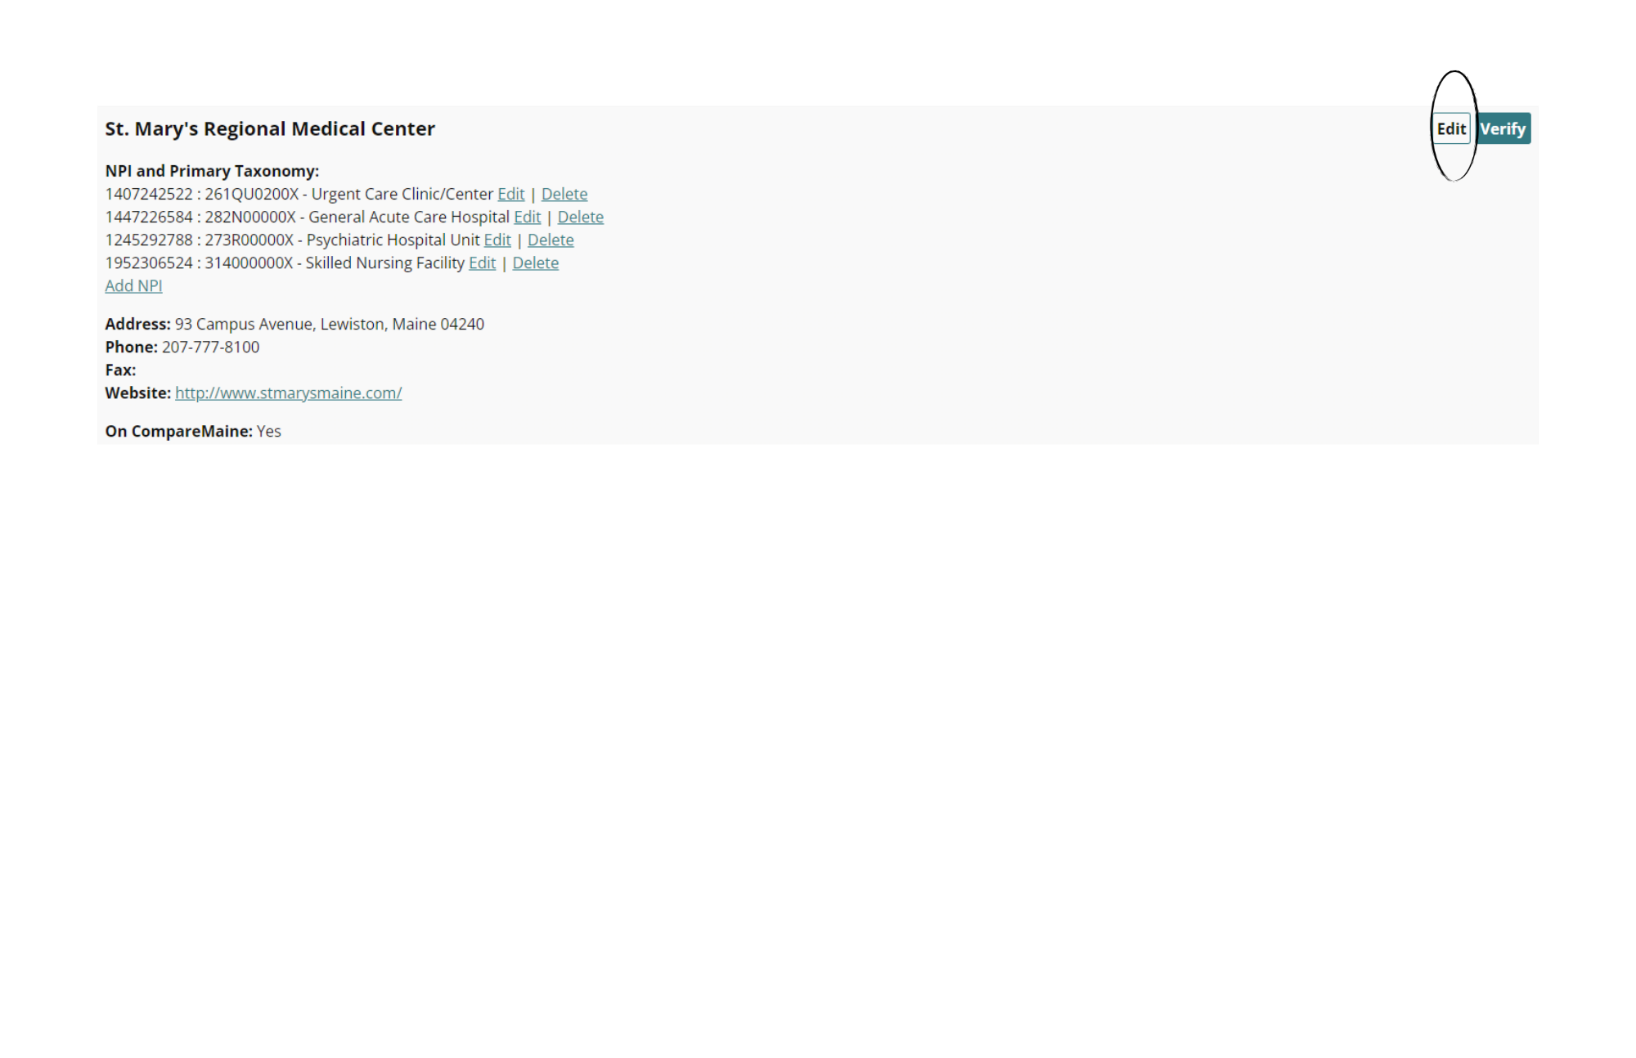 St. Mary's Regional Medical Center
Edit Verify
NPI and Primary Taxonomy:
1407242522 : 261QU0200X - Urgent Care Clinic/Center Edit | Delete
1447226584 : 282N00000X - General Acute Care Hospital Edit | Delete
1245292788 : 273R00000X - Psychiatric Hospital Unit Edit | Delete
1952306524 : 314000000X - Skilled Nursing Facility Edit | Delete
Add NPI
Address: 93 Campus Avenue, Lewiston, Maine 04240
Phone: 207-777-8100
Fax:
Website: http://www.stmarysmaine.com/
On CompareMaine: Yes